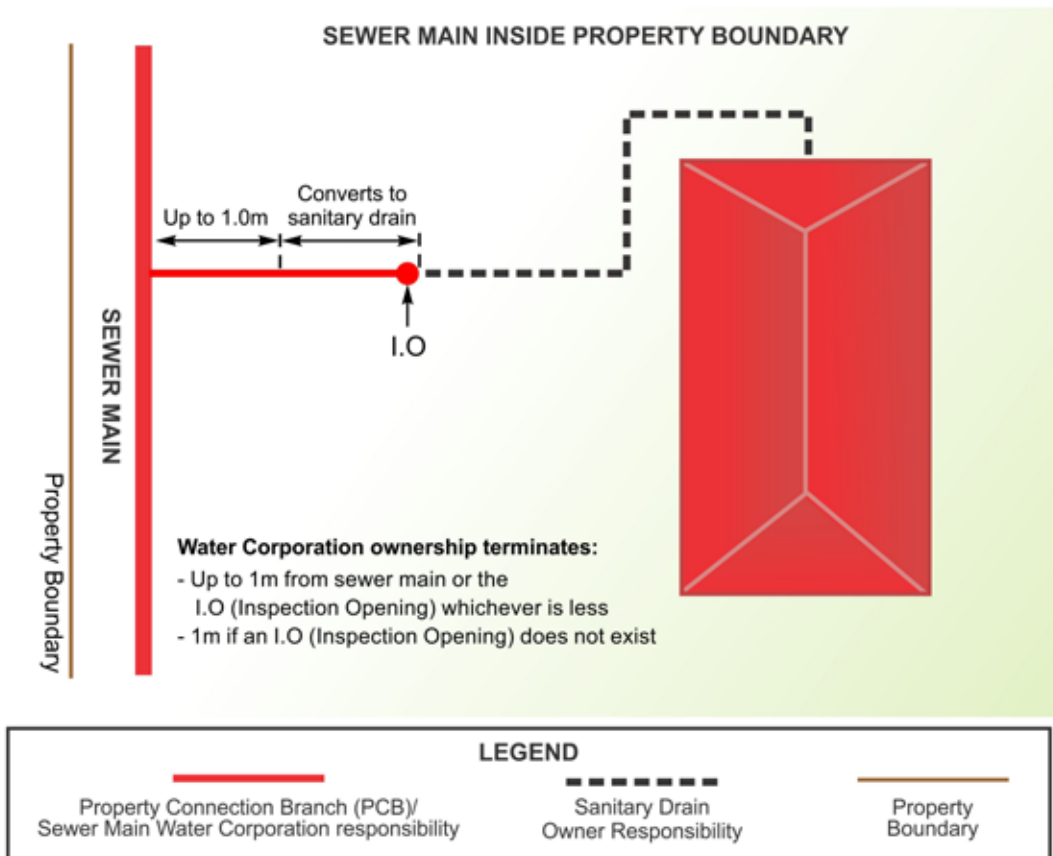 SEWER MAIN INSIDE PROPERTY BOUNDARY
Converts to
sanitary drain
Up to 1.0m
SEWER MAIN
I.O
Property Boundary
Water Corporation ownership terminates:
- Up to 1m from sewer main or the
I.O (Inspection Opening) whichever is less
- 1m if an I.O (Inspection Opening) does not exist
LEGEND
Property Connection Branch (PCB)/
Sewer Main Water Corporation responsibility
Sanitary Drain
Owner Responsibility
Property
Boundary